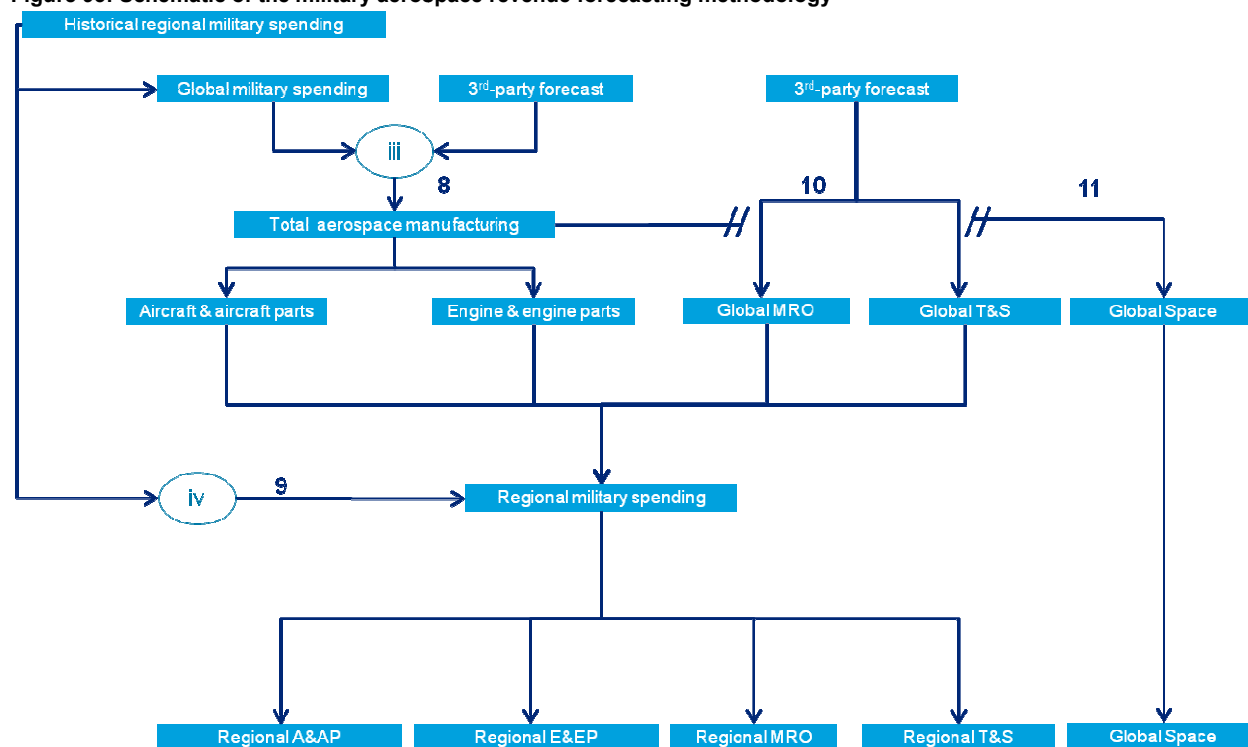 Historical regional military spending
Global military spending
3rd-party forecast
3rd-party forecast
iii
8
10
11
Total aerospace manufacturing
Aircraft & aircraft parts
Engine & engine parts
Global MRO
Global T&S
Global Space
iv
9
Regional military spending
Regional A&AP
Regional E&EP
Regional MRO
Regional T&S
Global Space